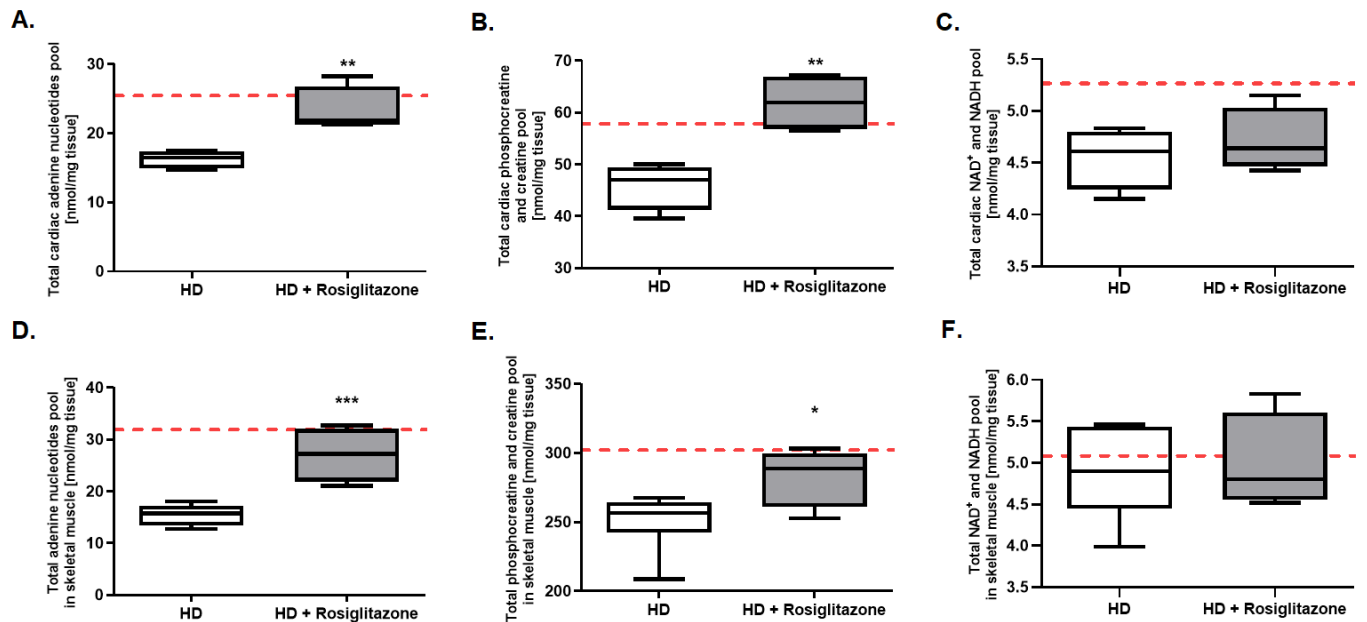 A.
Total cardiac adenine nucleotides pool
[nmol/mg tissue]
30
20
10
0
**
HD
HD + Rosiglitazone
B.
Total cardiac phosphocreatine
and creatine pool
[nmol/mg tissue]
70
60
50
40
30
**
HD
HD + Rosiglitazone
C.
Total cardiac NAD⁺ and NADH pool
[nmol/mg tissue]
5.5
5.0
4.5
4.0
3.5
HD
HD + Rosiglitazone
D.
Total adenine nucleotides pool
in skeletal muscle [nmol/mg tissue]
40
30
20
10
0
***
HD
HD + Rosiglitazone
E.
Total phosphocreatine and creatine pool
in skeletal muscle [nmol/mg tissue]
350
300
250
200
*
HD
HD + Rosiglitazone
F.
Total NAD⁺ and NADH pool
in skeletal muscle [nmol/mg tissue]
6.0
5.5
5.0
4.5
4.0
3.5
HD
HD + Rosiglitazone